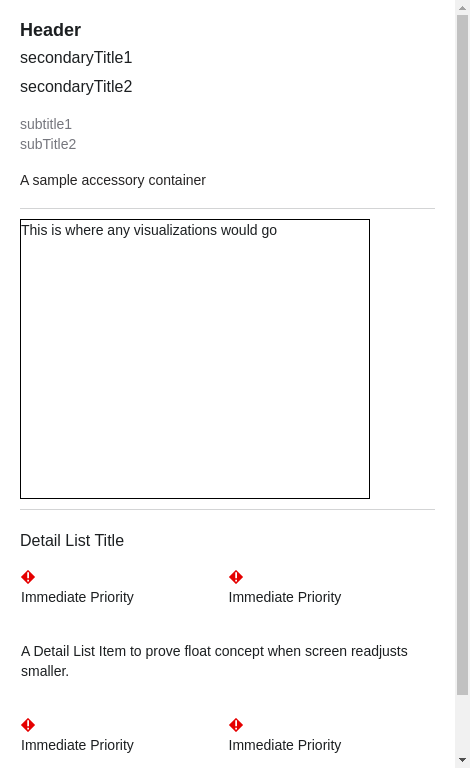 Header
secondaryTitle1
secondaryTitle2
subtitle1
subTitle2
A sample accessory container
This is where any visualizations would go
Detail List Title
Immediate Priority
Immediate Priority
A Detail List Item to prove float concept when screen readjusts
smaller.
Immediate Priority
Immediate Priority